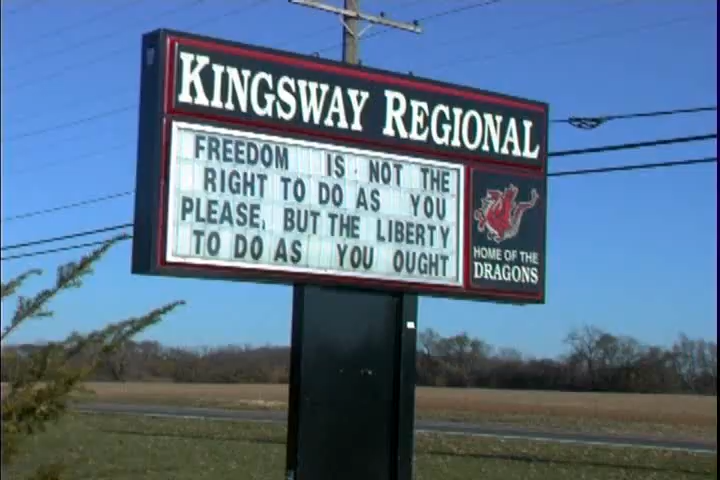 KINGSWAY REGIONAL
FREEDOM IS NOT THE
RIGHT TO DO AS YOU
PLEASE, BUT THE LIBERTY
TO DO AS YOU OUGHT
HOME OF THE
DRAGONS